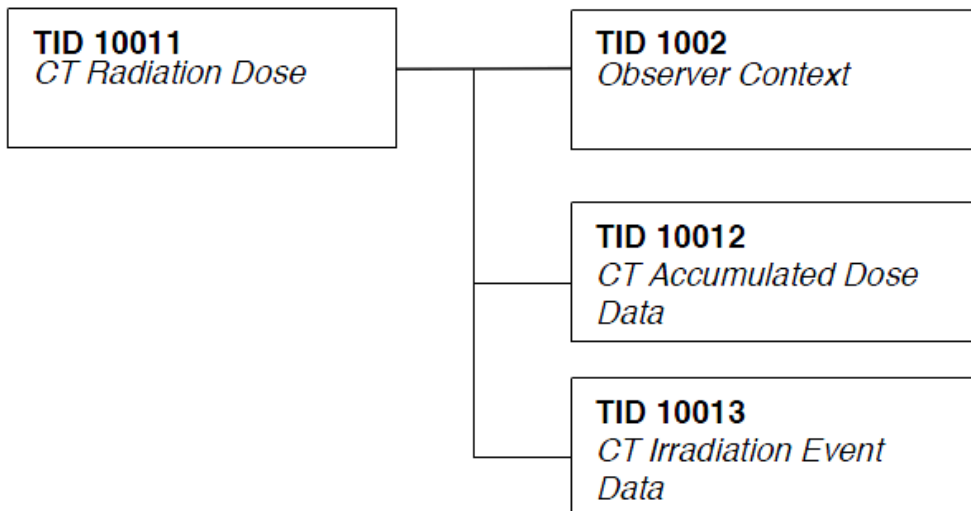 TID 10011
CT Radiation Dose
TID 1002
Observer Context
TID 10012
CT Accumulated Dose
Data
TID 10013
CT Irradiation Event
Data